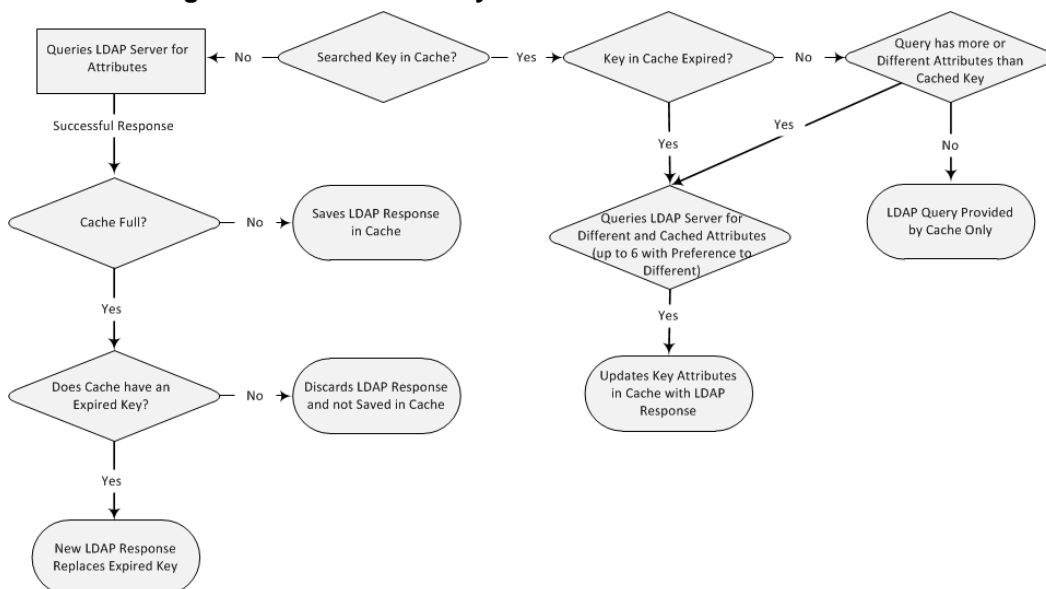 Queries LDAP Server for
Attributes
No
Searched Key in Cache?
Yes
Key in Cache Expired?
No
Query has more or
Different Attributes than
Cached Key
Successful Response
Yes
Yes
No
Cache Full?
No
Saves LDAP Response
in Cache
Queries LDAP Server for
Different and Cached Attributes
(up to 6 with Preference to
Different)
LDAP Query Provided
by Cache Only
Yes
Yes
Does Cache have an
Expired Key?
No
Discards LDAP Response
and not Saved in Cache
Updates Key Attributes
in Cache with LDAP
Response
Yes
New LDAP Response
Replaces Expired Key